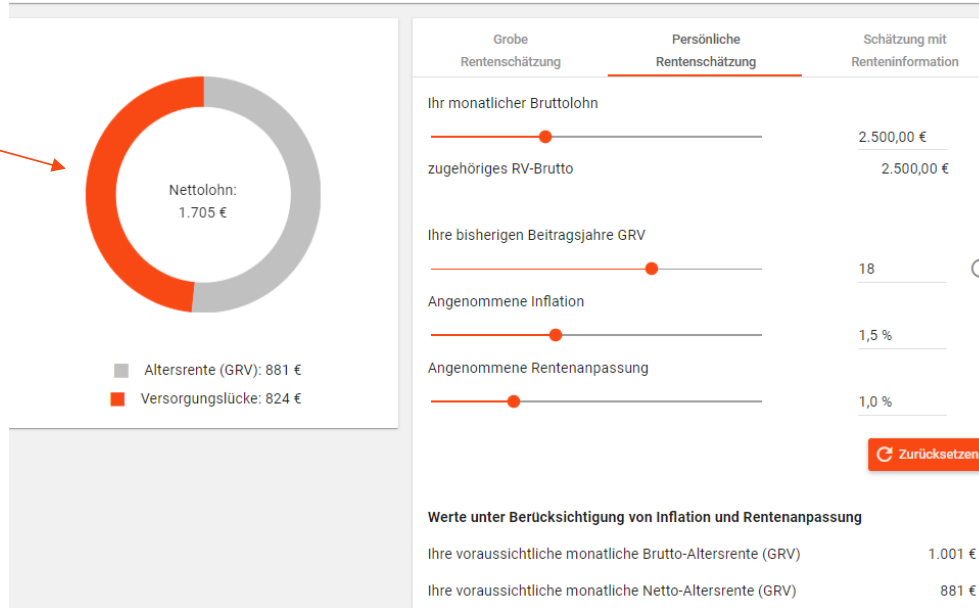 Nettolohn:
1.705 €
Altersrente (GRV): 881 €
Versorgungslücke: 824 €
Grobe
Rentenschätzung
Persönliche
Rentenschätzung
Schätzung mit
Renteninformation
Ihr monatlicher Bruttolohn
2.500,00 €
zugehöriges RV-Brutto
2.500,00 €
Ihre bisherigen Beitragsjahre GRV
18
Angenommene Inflation
1,5 %
Angenommene Rentenanpassung
1,0 %
Zurücksetzen
Werte unter Berücksichtigung von Inflation und Rentenanpassung
Ihre voraussichtliche monatliche Brutto-Altersrente (GRV) 1.001 €
Ihre voraussichtliche monatliche Netto-Altersrente (GRV) 881 €